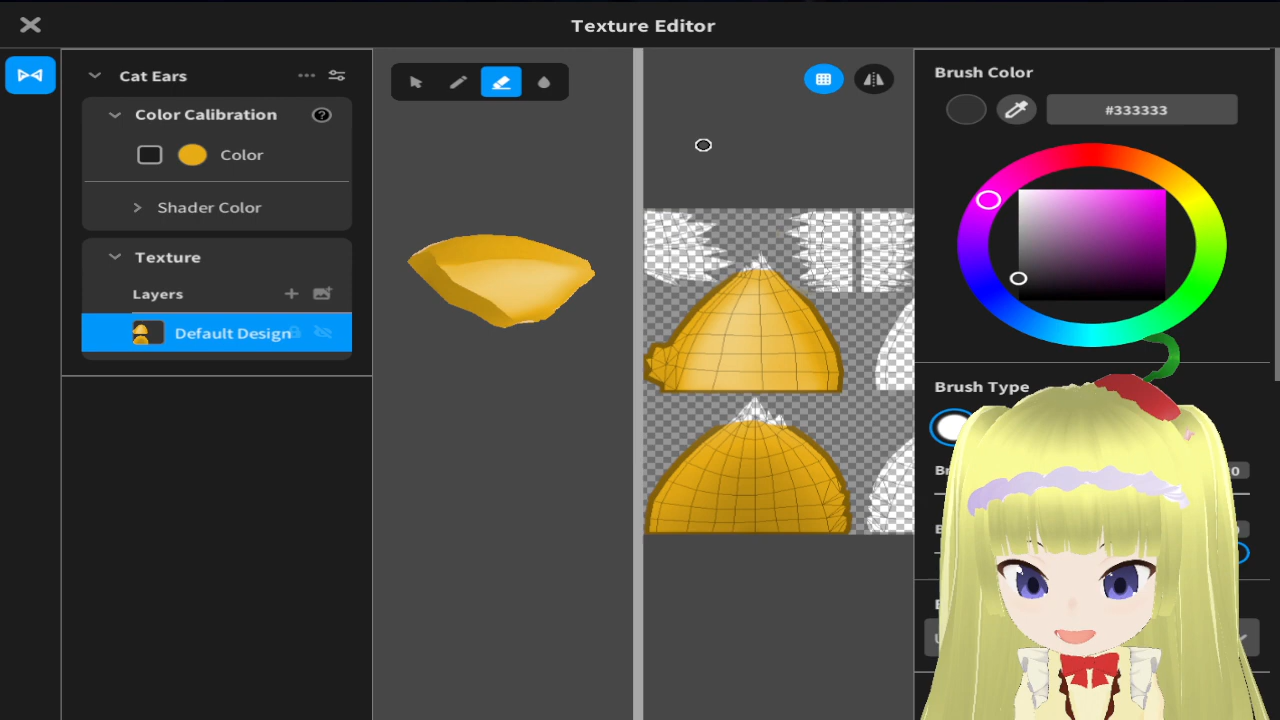 Texture Editor
Cat Ears
Color Calibration
Color
Shader Color
Texture
Layers
Default Design
Brush Color
#333333
Brush Type